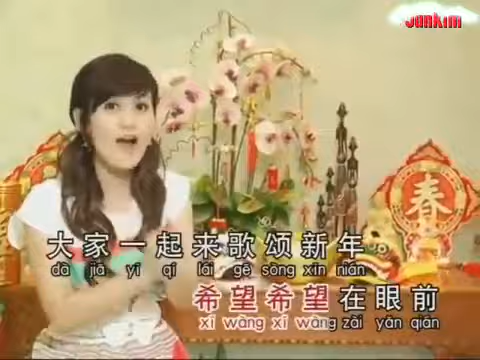 Junkim
春
大家一起来歌颂新年
dà jiā yī qǐ lái gē sòng xīn nián
希望希望在眼前
xī wàng xī wàng zài yǎn qián